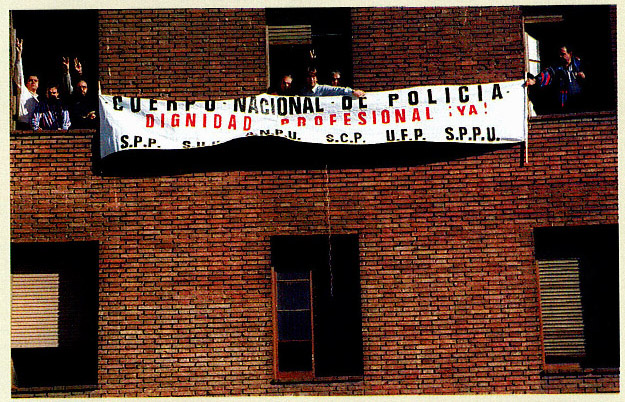 CUERPO NACIONAL DE POLICIA
DIGNIDAD PROFESIONAL ¡YA!
S.P.P. S.U.P. A.N.P.U. S.C.P. U.F.P. S.P.P.U.